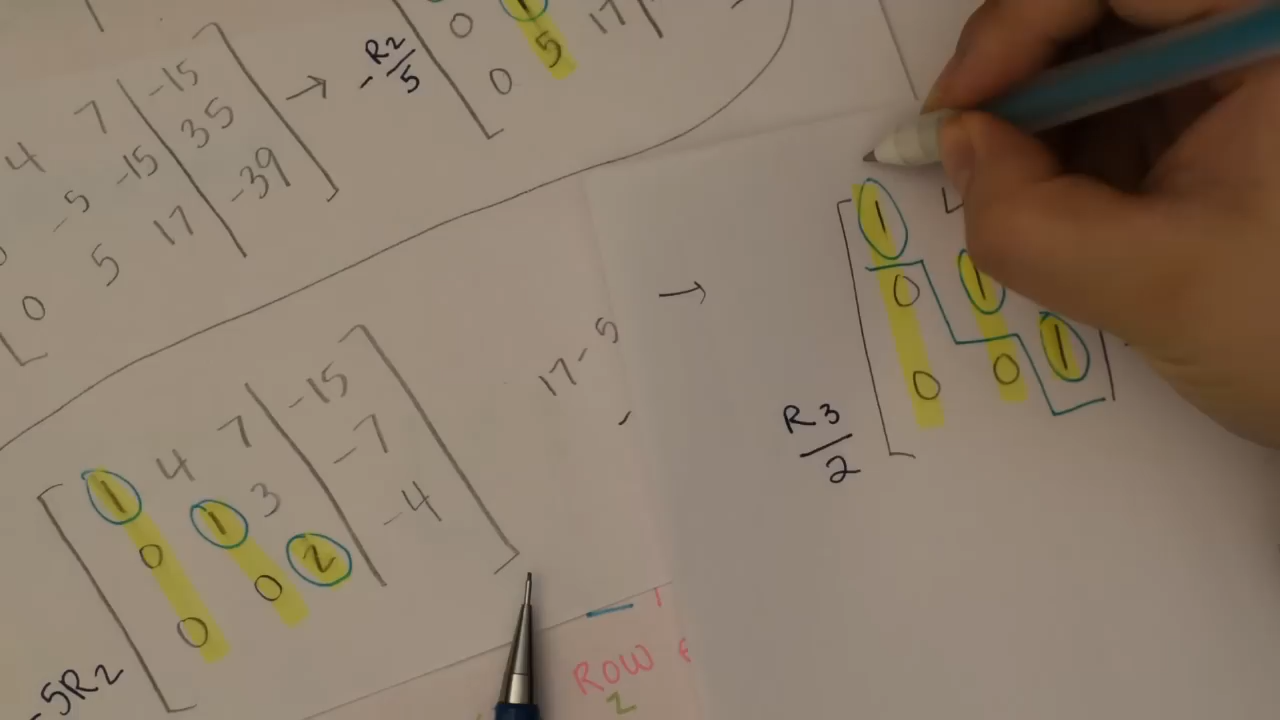 4 7 -15
-5 -15 35
0 5 17 -39
→ -R2/5
0 1
0 5 17
1 4 7 -15
0 1 3 -7
0 0 2 -4
-5R2
17-5
-
→
R3/2
1
0 1
0 0 1
ROW
2